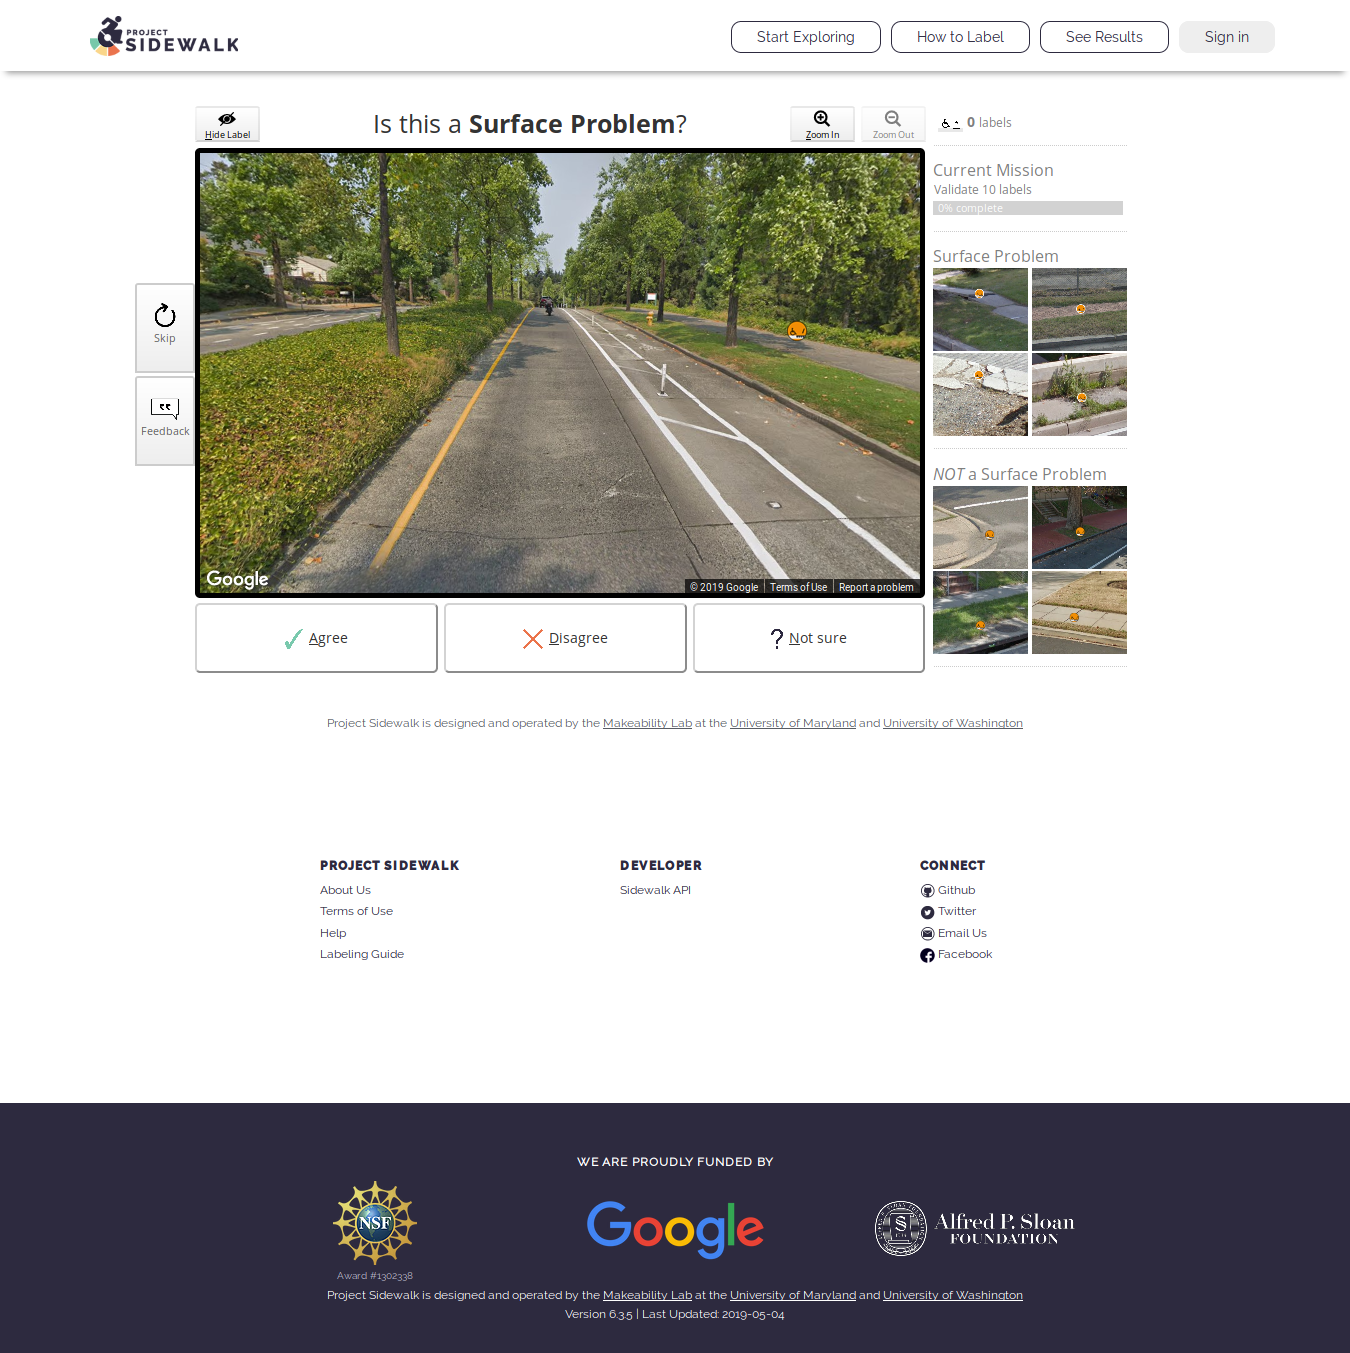 PROJECT
SIDEWALK
Start Exploring
How to Label
See Results
Sign in
Hide Label
Is this a Surface Problem?
Zoom In
Zoom Out
0 labels
Current Mission
Validate 10 labels
0% complete
Surface Problem
Skip
Feedback
NOT a Surface Problem
Google
© 2019 Google
Terms of Use
Report a problem
Agree
Disagree
Not sure
Project Sidewalk is designed and operated by the Makeability Lab at the University of Maryland and University of Washington
PROJECT SIDEWALK
About Us
Terms of Use
Help
Labeling Guide
DEVELOPER
Sidewalk API
CONNECT
Github
Twitter
Email Us
Facebook
WE ARE PROUDLY FUNDED BY
NSF
Award #1302338
Google
Alfred P. Sloan
FOUNDATION
Project Sidewalk is designed and operated by the Makeability Lab at the University of Maryland and University of Washington
Version 6.3.5 | Last Updated: 2019-05-04